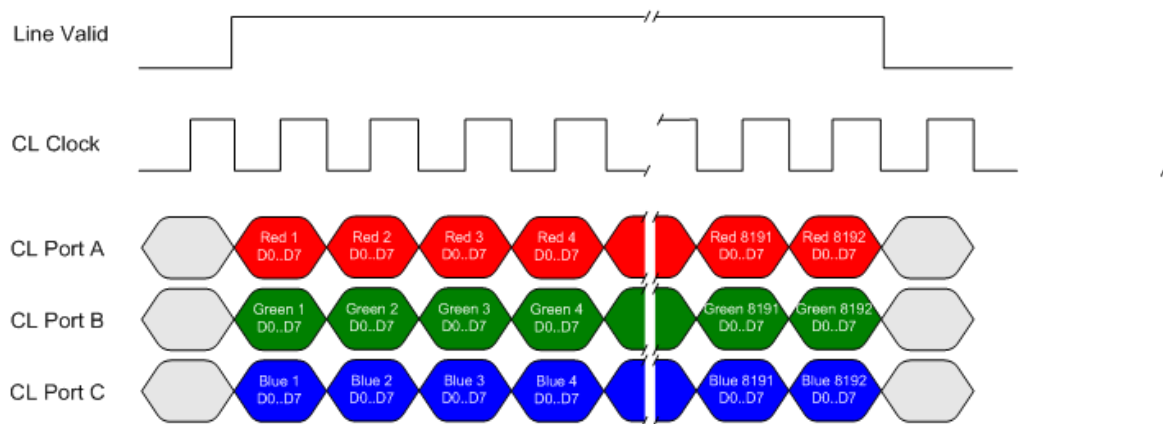 Line Valid
CL Clock
CL Port A
Red 1 Red 2 Red 3 Red 4 Red 8191 Red 8192
D0..D7 D0..D7 D0..D7 D0..D7 D0..D7 D0..D7
CL Port B
Green 1 Green 2 Green 3 Green 4 Green 8191 Green 8192
D0..D7 D0..D7 D0..D7 D0..D7 D0..D7 D0..D7
CL Port C
Blue 1 Blue 2 Blue 3 Blue 4 Blue 8191 Blue 8192
D0..D7 D0..D7 D0..D7 D0..D7 D0..D7 D0..D7